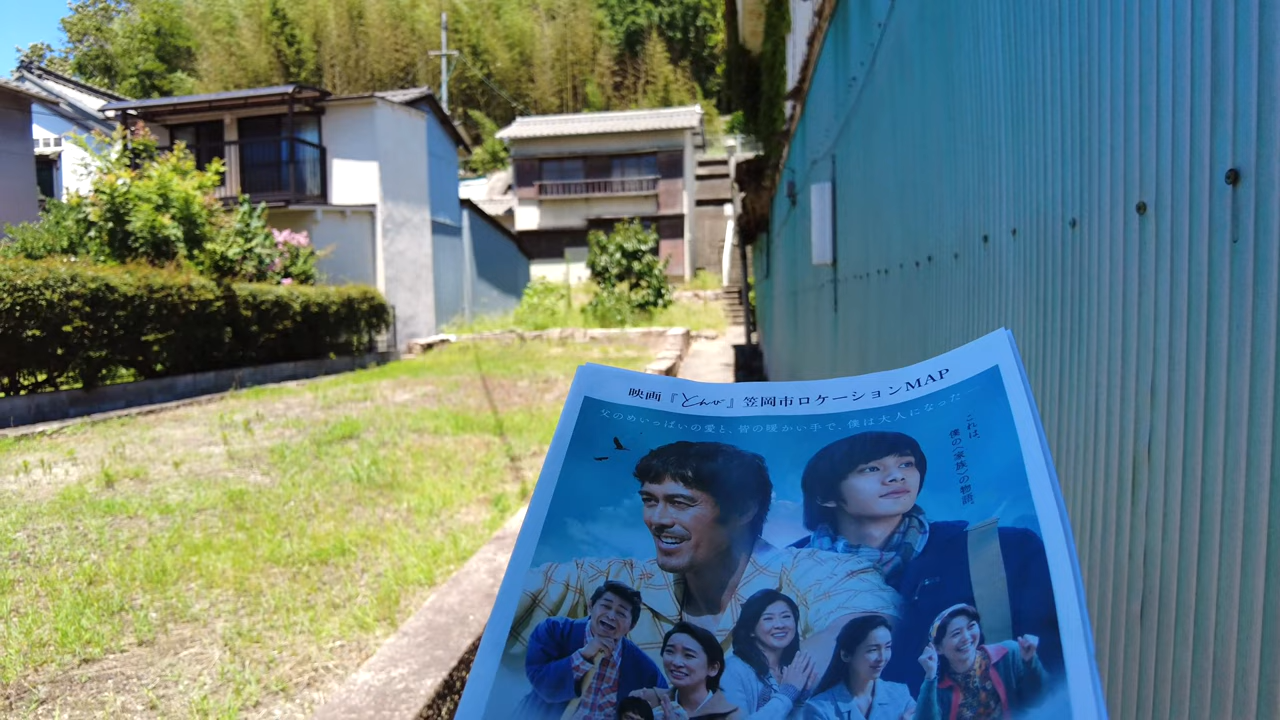 映画『とんび』笠岡市ロケーションMAP
父のめいっぱいの愛と、皆の暖かい手で、僕は大人になった―
これは、
僕の〈家族〉の物語。